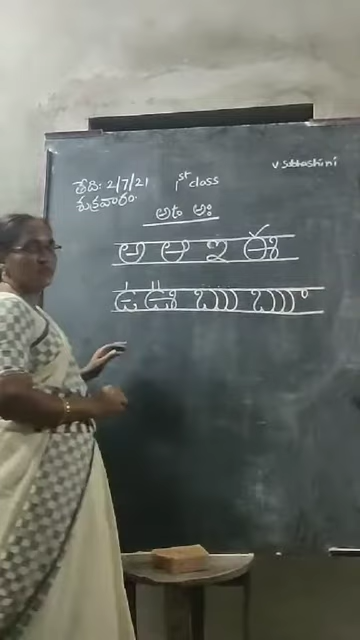 తేది: 2/7/21
శుక్రవారం.
1st class
V Subhashini
అ అః
అ ఆ ఇ ఈ
ఉ ఊ ఋ ౠ